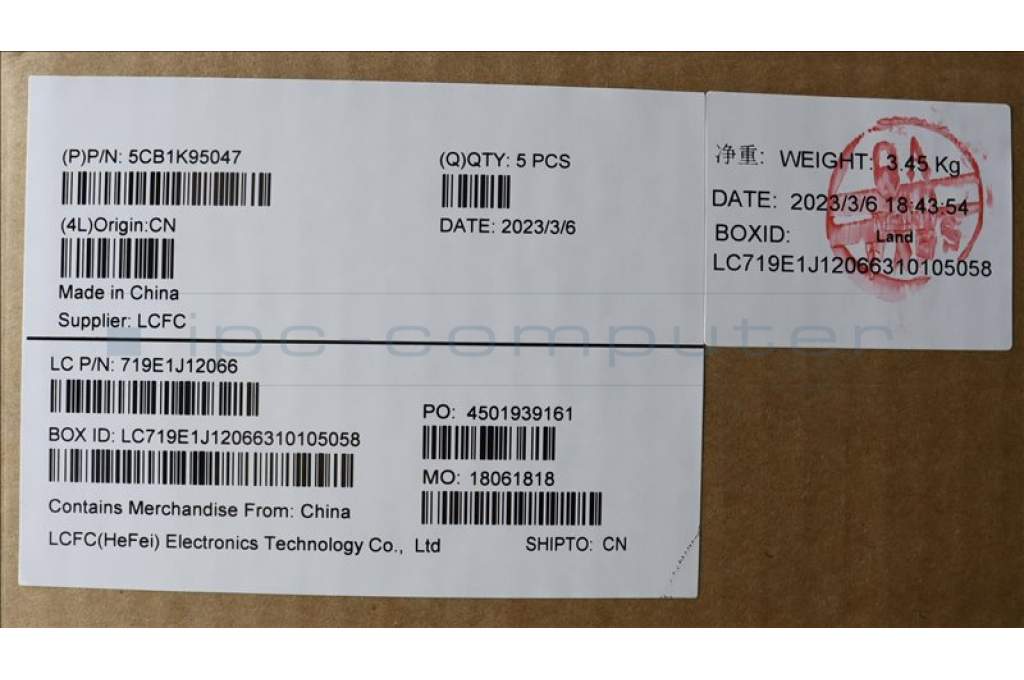 (P)P/N: 5CB1K95047
(Q)QTY: 5 PCS
(4L)Origin:CN
DATE: 2023/3/6
Made in China
Supplier: LCFC
净重: WEIGHT: 3.45 Kg
DATE: 2023/3/6 18:43:54
BOXID: Land
LC719E1J12066310105058
QA
ipc-computer
LC P/N: 719E1J12066
PO: 4501939161
BOX ID: LC719E1J12066310105058
MO: 18061818
Contains Merchandise From: China
LCFC(HeFei) Electronics Technology Co., Ltd SHIPTO: CN